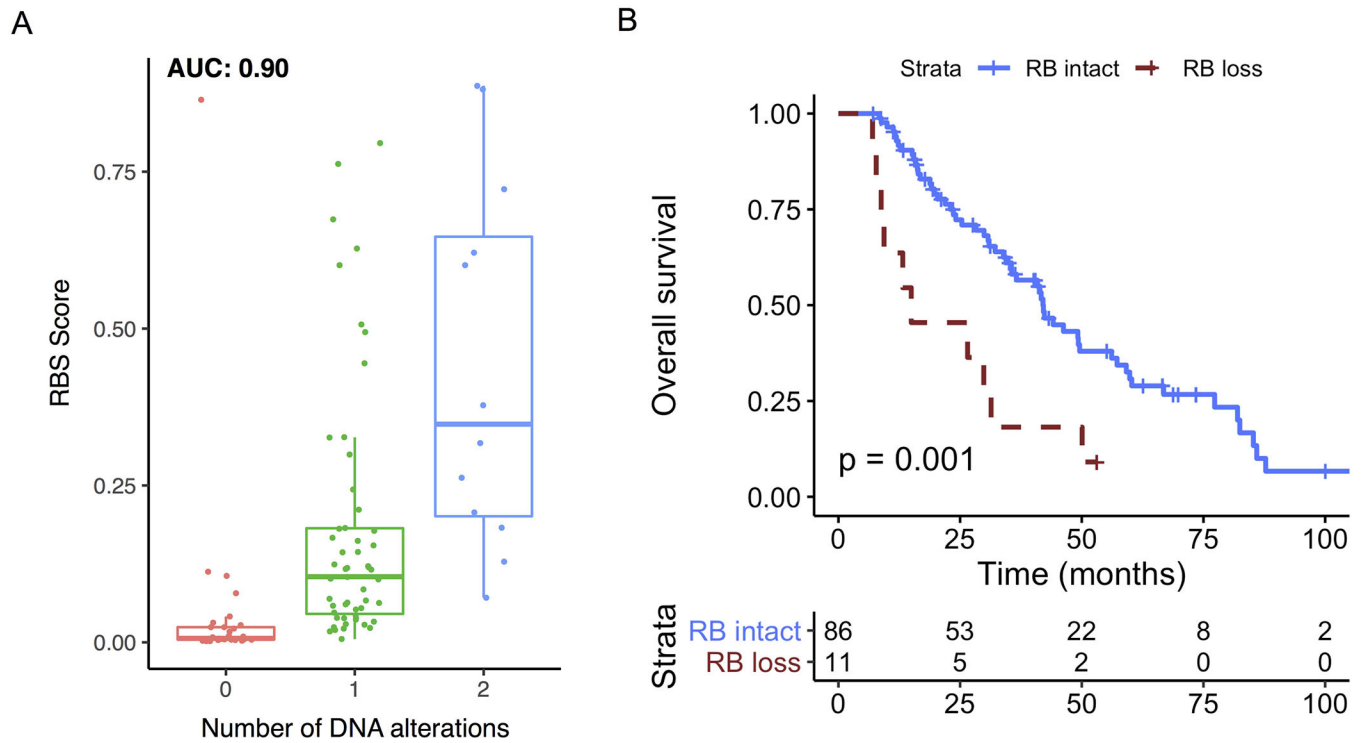 A
AUC: 0.90
RBS Score
0.75
0.50
0.25
0.00
0 1 2
Number of DNA alterations
B
Strata RB intact RB loss
Overall survival
1.00
0.75
0.50
0.25
0.00
p = 0.001
0 25 50 75 100
Time (months)
Strata
RB intact 86 53 22 8 2
RB loss 11 5 2 0 0
0 25 50 75 100